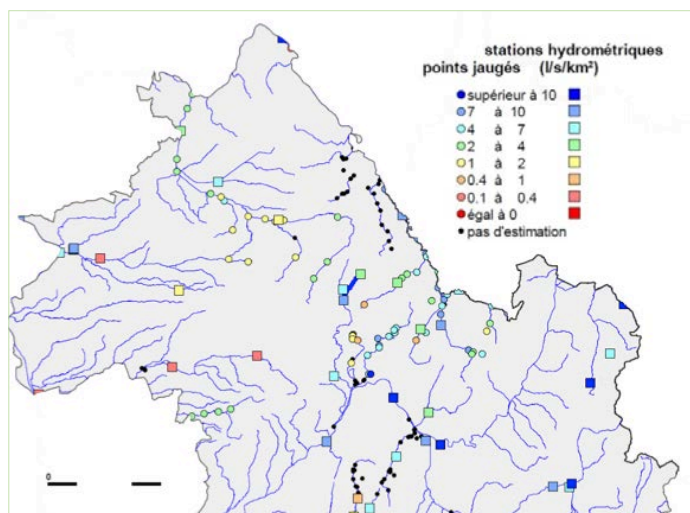 stations hydrométriques
points jaugés (l/s/km²)
supérieur à 10
7 à 10
4 à 7
2 à 4
1 à 2
0.4 à 1
0.1 à 0.4
égal à 0
pas d'estimation
0